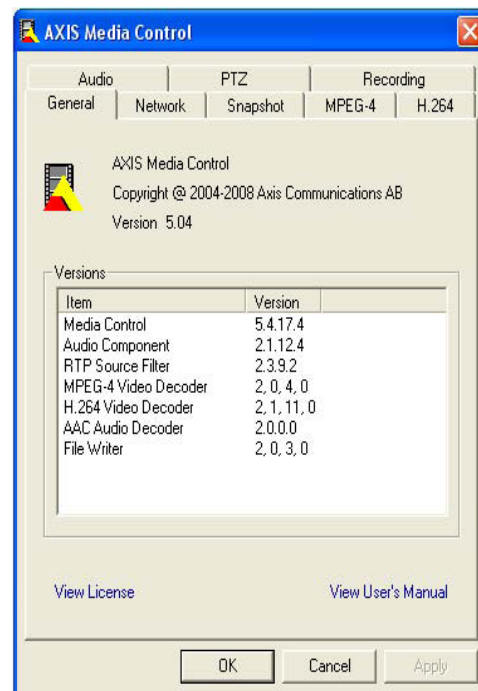 AXIS Media Control
Audio PTZ Recording
General Network Snapshot MPEG-4 H.264
AXIS Media Control
Copyright @ 2004-2008 Axis Communications AB
Version 5.04
Versions
Item Version
Media Control 5.4.17.4
Audio Component 2.1.12.4
RTP Source Filter 2.3.9.2
MPEG-4 Video Decoder 2, 0, 4, 0
H.264 Video Decoder 2, 1, 11, 0
AAC Audio Decoder 2.0.0.0
File Writer 2, 0, 3, 0
View License View User's Manual
OK Cancel Apply